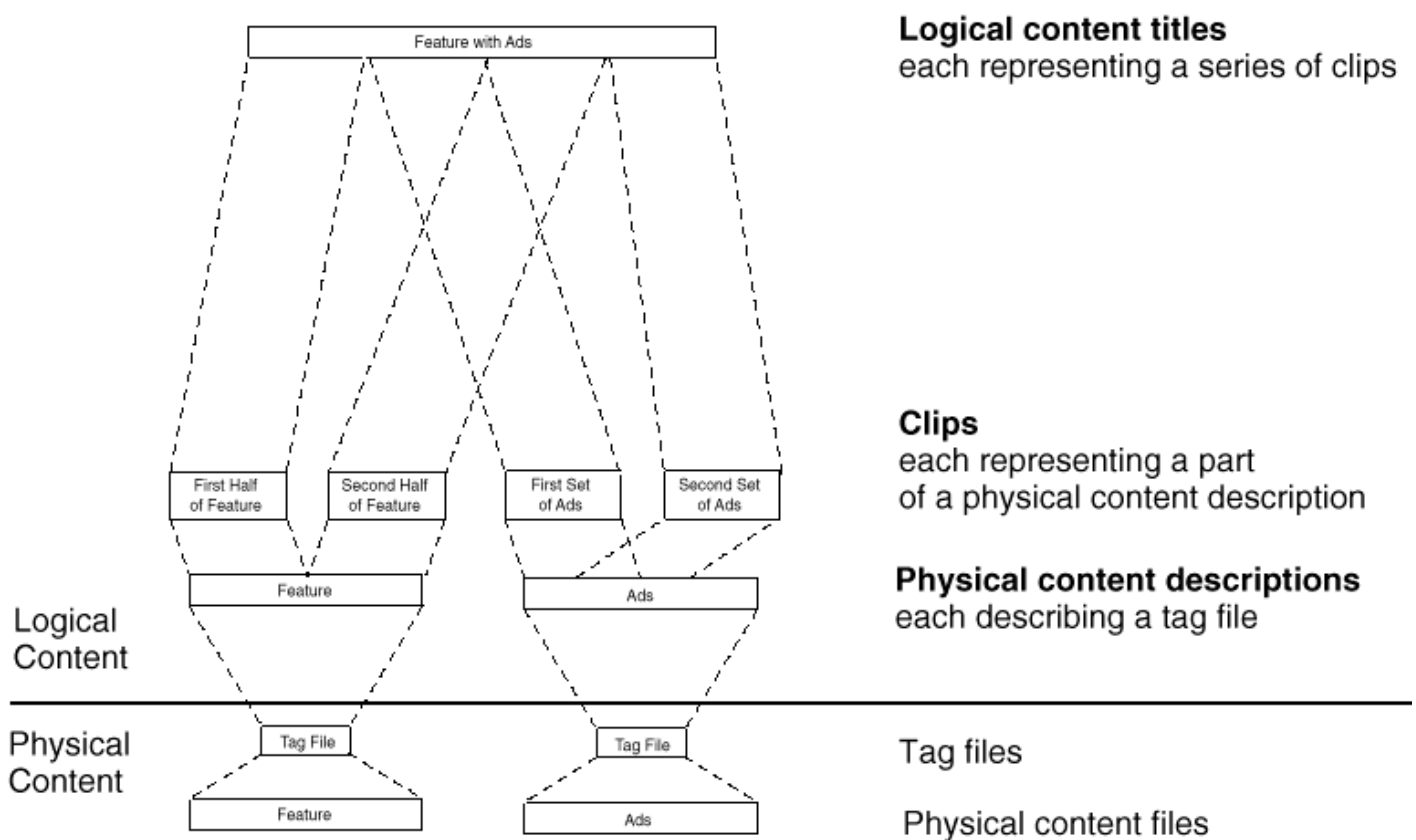 Feature with Ads
Logical content titles
each representing a series of clips
Clips
each representing a part
of a physical content description
First Half
of Feature
Second Half
of Feature
First Set
of Ads
Second Set
of Ads
Physical content descriptions
each describing a tag file
Feature
Ads
Logical
Content
Physical
Content
Tag File
Tag File
Tag files
Feature
Ads
Physical content files